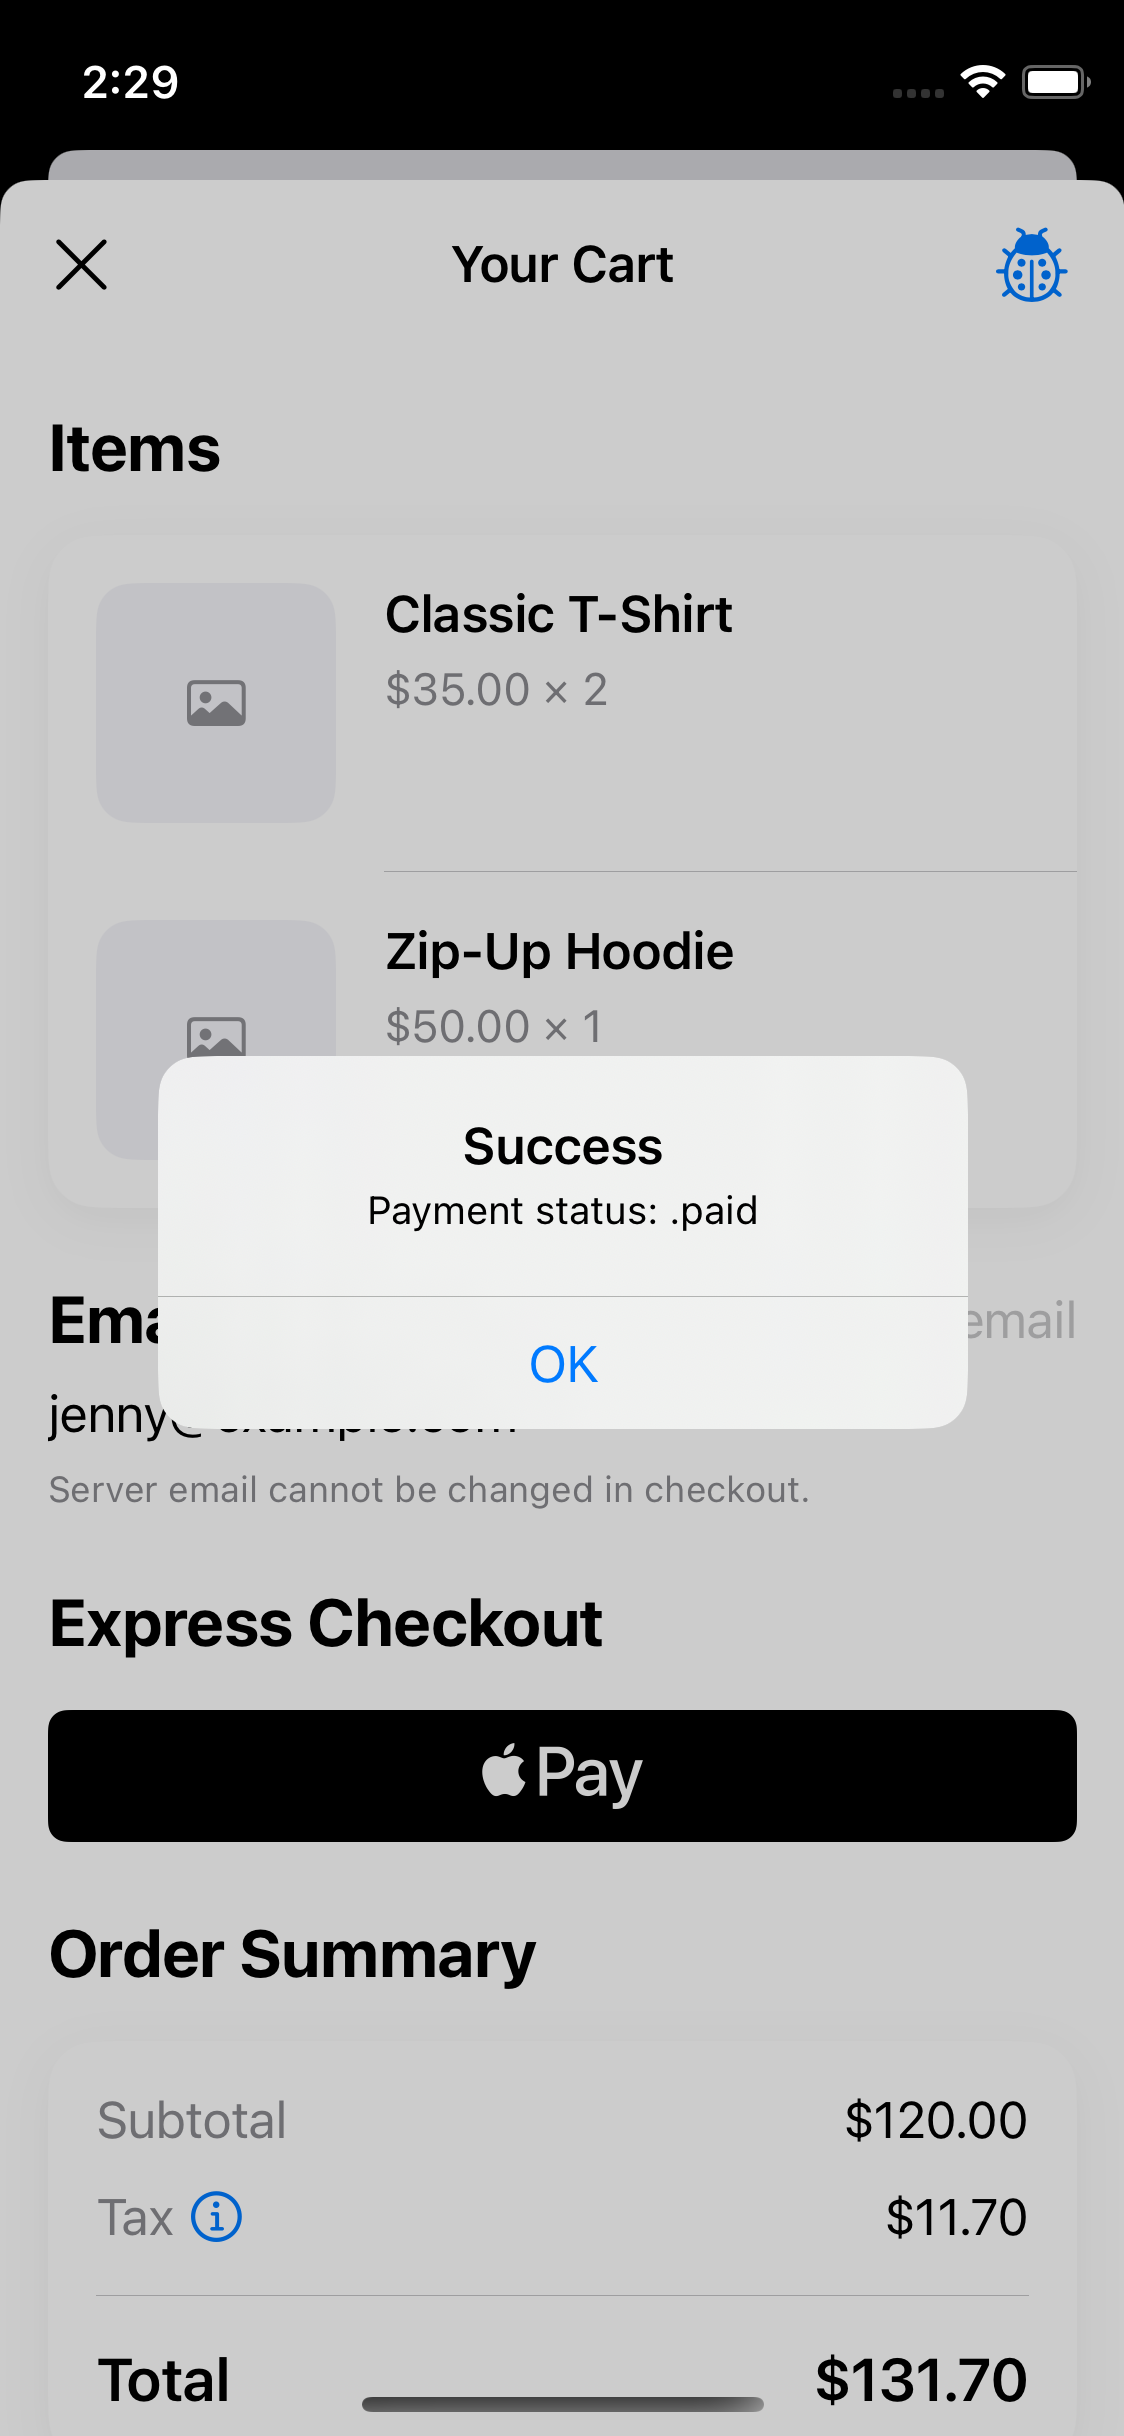 2:29
Your Cart
Items
Classic T-Shirt
$35.00 × 2
Zip-Up Hoodie
$50.00 × 1
Success
Payment status: .paid
OK
email
Server email cannot be changed in checkout.
Express Checkout
Pay
Order Summary
Subtotal $120.00
Tax $11.70
Total $131.70